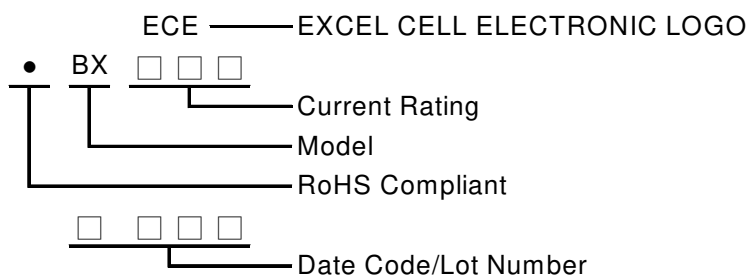 ECE EXCEL CELL ELECTRONIC LOGO
● BX □ □ □
Current Rating
Model
RoHS Compliant
□ □ □ □
Date Code/Lot Number